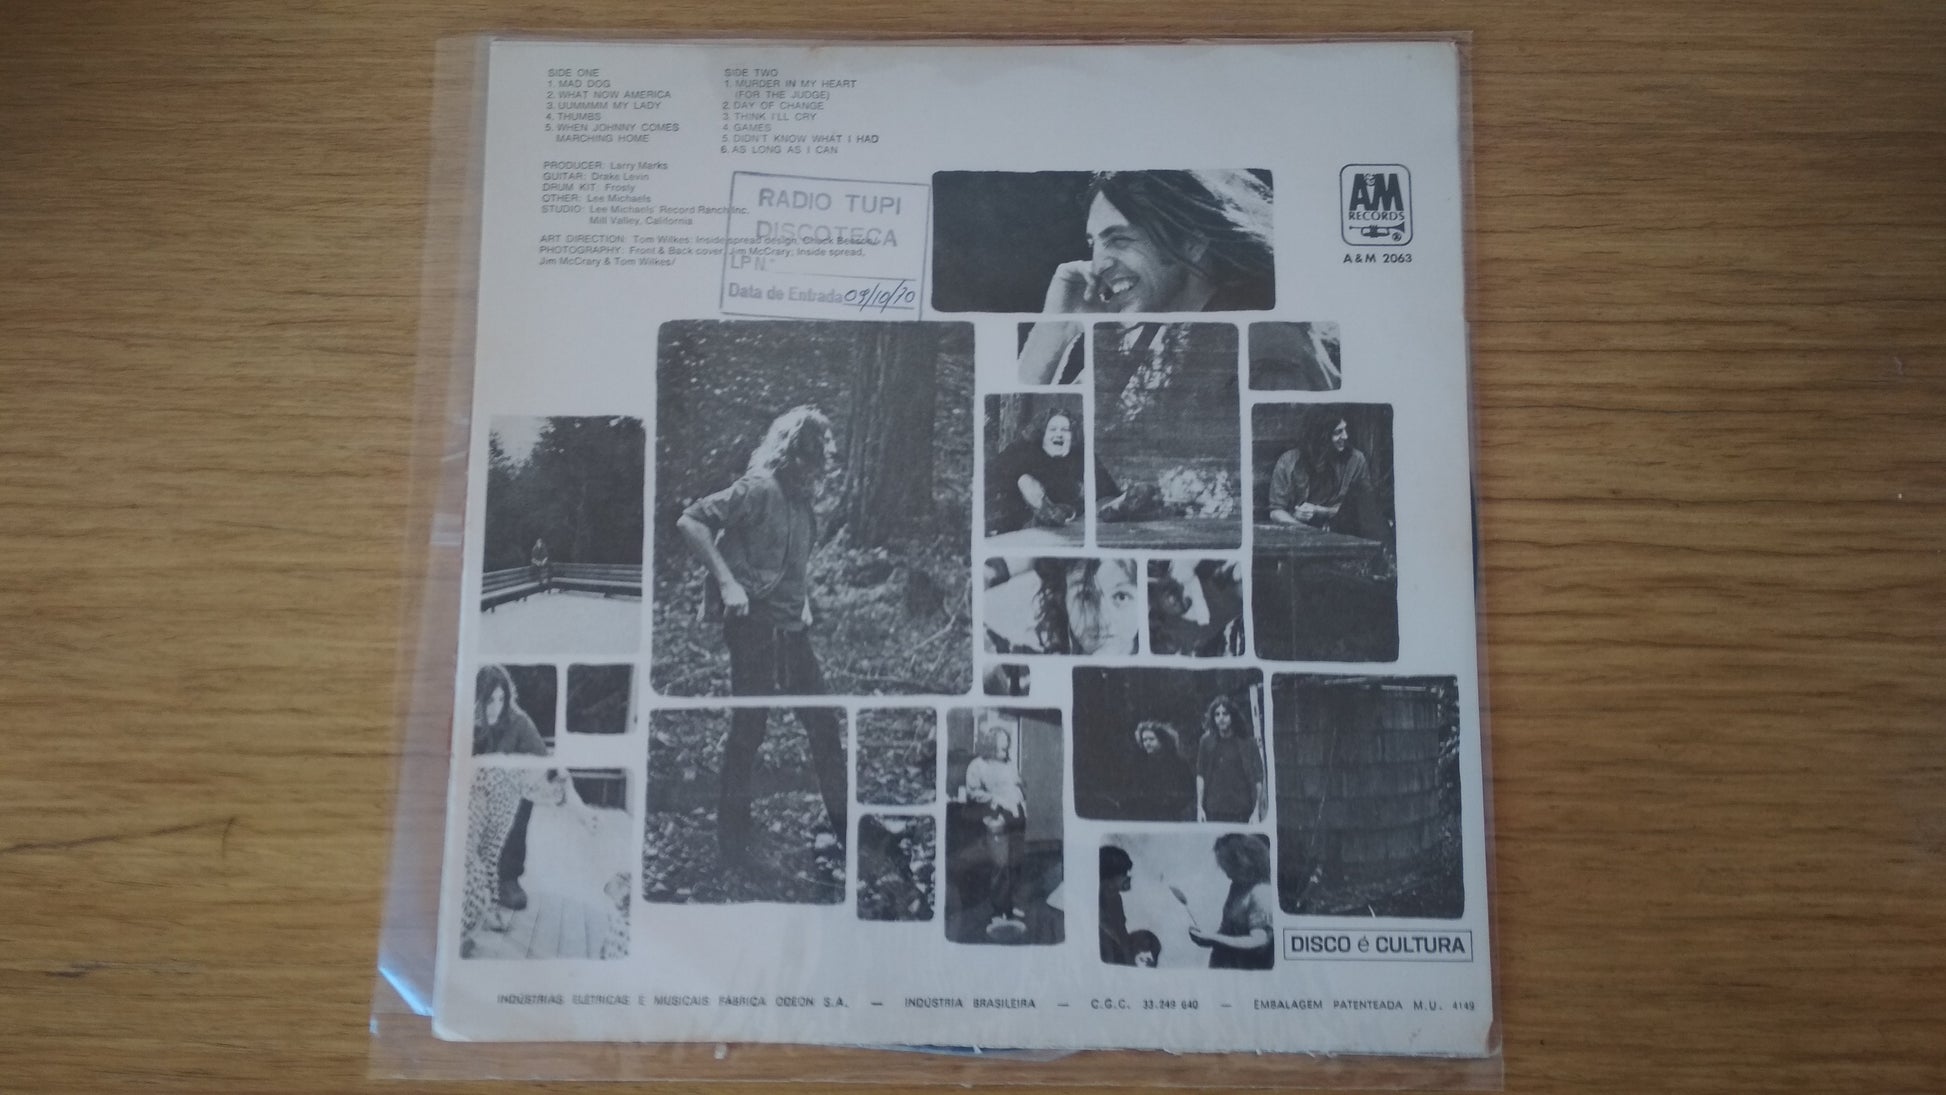 SIDE ONE
1. MAD DOG
2. WHAT NOW AMERICA
3. UUMMMM MY LADY
4. THUMBS
5. WHEN JOHNNY COMES
MARCHING HOME
SIDE TWO
1. MURDER IN MY HEART
(FOR THE JUDGE)
2. DAY OF CHANGE
3. THINK I'LL CRY
4. GAMES
5. DIDN'T KNOW WHAT I HAD
6. AS LONG AS I CAN
PRODUCER: Larry Marks
GUITAR: Drake Levin
DRUM KIT: Frosty
OTHER: Lee Michaels
STUDIO: Lee Michaels' Record Ranch Inc.
Mill Valley, California
ART DIRECTION: Tom Wilkes: Inside spread design, Chuck Beeson/
PHOTOGRAPHY: Front & Back cover, Jim McCrary; Inside spread,
Jim McCrary & Tom Wilkes/
RADIO TUPI
DISCOTECA
LP N°
Data de Entrada 09/10/70
A&M
RECORDS
A&M 2063
DISCO é CULTURA
INDÚSTRIAS ELÉTRICAS E MUSICAIS FÁBRICA ODEON S.A. — INDÚSTRIA BRASILEIRA — C.G.C. 33.249 640 — EMBALAGEM PATENTEADA M.U. 4149